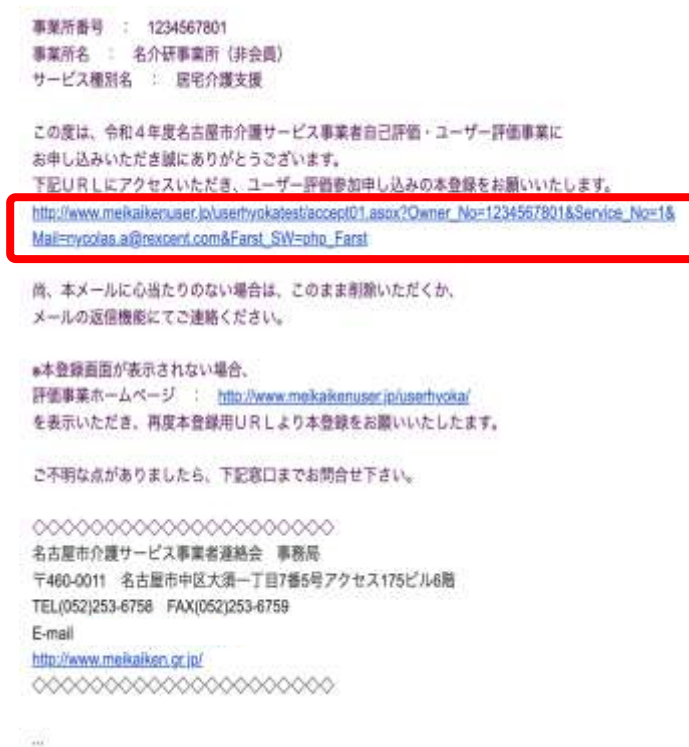 事業所番号　：　1234567801
事業所名　：　名介研事業所（非会員）
サービス種別名　：　居宅介護支援
この度は、令和４年度名古屋市介護サービス事業者自己評価・ユーザー評価事業に
お申し込みいただき誠にありがとうございます。
下記ＵＲＬにアクセスいただき、ユーザー評価参加申し込みの本登録をお願いいたします。
http://www.meikaikenuser.jp/userhyokatest/accept01.aspx?Owner_No=1234567801&Service_No=1&
Mail=nycolas.a@rexcent.com&Farst_SW=php_Farst
尚、本メールに心当たりのない場合は、このまま削除いただくか、
メールの返信機能にてご連絡ください。
※本登録画面が表示されない場合、
評価事業ホームページ　：　http://www.meikaikenuser.jp/userhyoka/
を表示いただき、再度本登録用ＵＲＬより本登録をお願いいたしたます。
ご不明な点がありましたら、下記窓口までお問合せ下さい。
◇◇◇◇◇◇◇◇◇◇◇◇◇◇◇◇◇◇◇◇◇
名古屋市介護サービス事業者連絡会　事務局
〒460-0011　名古屋市中区大須一丁目7番5号アクセス175ビル6階
TEL(052)253-6758　FAX(052)253-6759
E-mail
http://www.meikaiken.gr.jp/
◇◇◇◇◇◇◇◇◇◇◇◇◇◇◇◇◇◇◇◇◇
...